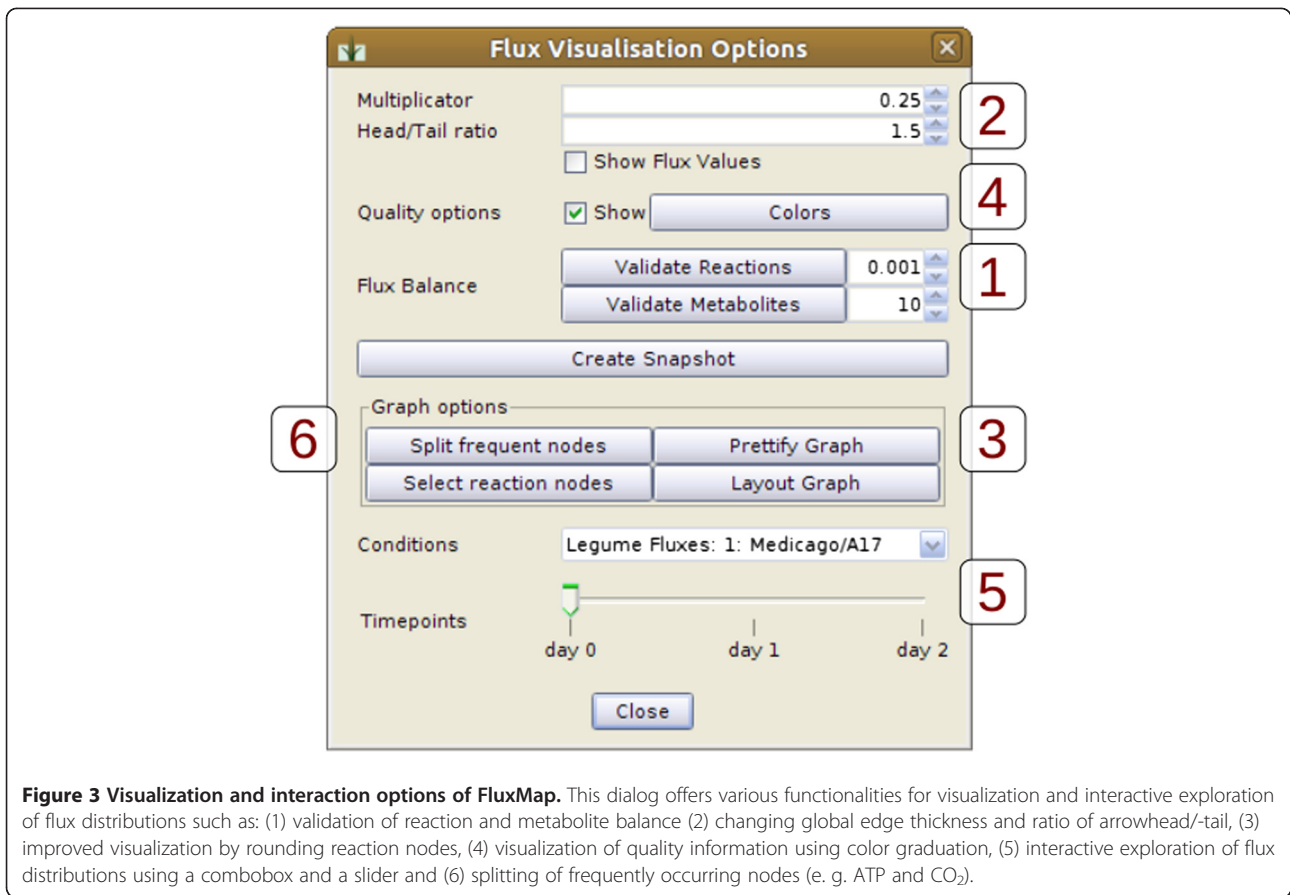 Flux Visualisation Options
Multiplicator 0.25
2
Head/Tail ratio 1.5
Show Flux Values
4
Quality options Show Colors
Validate Reactions 0.001
1
Flux Balance
Validate Metabolites 10
Create Snapshot
Graph options
6
Split frequent nodes Prettify Graph
3
Select reaction nodes Layout Graph
Conditions Legume Fluxes: 1: Medicago/A17
5
Timepoints
day 0 day 1 day 2
Close
Figure 3 Visualization and interaction options of FluxMap. This dialog offers various functionalities for visualization and interactive exploration
of flux distributions such as: (1) validation of reaction and metabolite balance (2) changing global edge thickness and ratio of arrowhead/-tail, (3)
improved visualization by rounding reaction nodes, (4) visualization of quality information using color graduation, (5) interactive exploration of flux
distributions using a combobox and a slider and (6) splitting of frequently occurring nodes (e. g. ATP and CO₂).